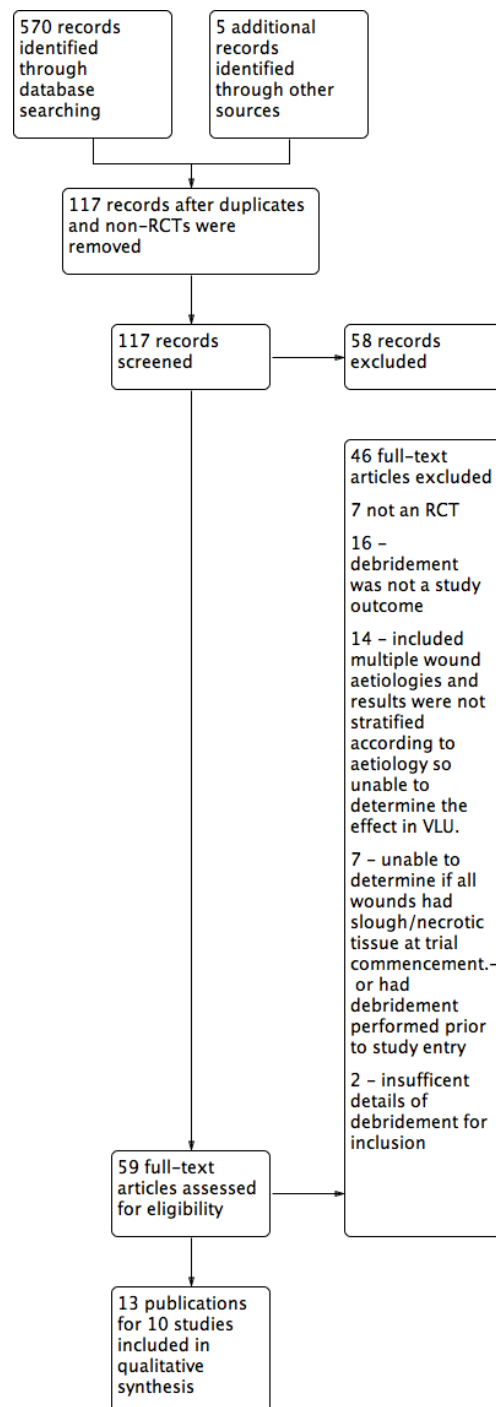 570 records
identified
through
database
searching
5 additional
records
identified
through other
sources
117 records after duplicates
and non-RCTs were
removed
117 records
screened
58 records
excluded
46 full-text
articles excluded
7 not an RCT
16 -
debridement
was not a study
outcome
14 - included
multiple wound
aetiologies and
results were not
stratified
according to
aetiology so
unable to
determine the
effect in VLU.
7 - unable to
determine if all
wounds had
slough/necrotic
tissue at trial
commencement.-
or had
debridement
performed prior
to study entry
2 - insufficent
details of
debridement for
inclusion
59 full-text
articles assessed
for eligibility
13 publications
for 10 studies
included in
qualitative
synthesis